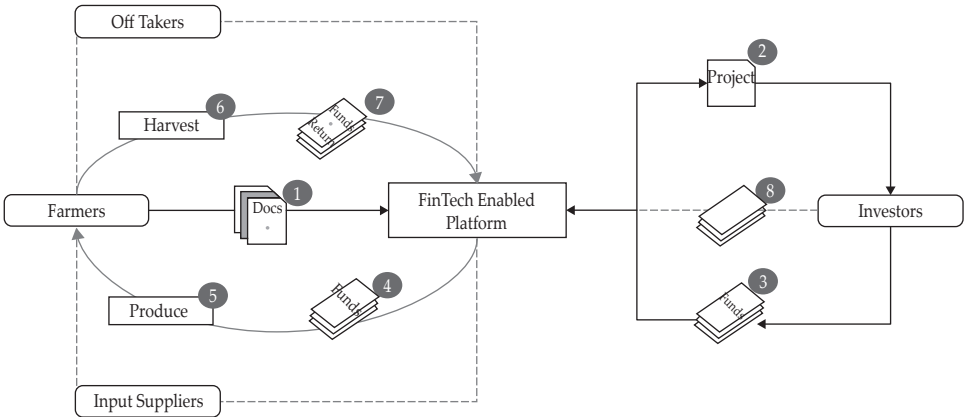 Off Takers
2
Project
6
7
Harvest
Funds
Return
1
8
Farmers
Docs
FinTech Enabled
Platform
Investors
5
4
3
Produce
Funds
Funds
Input Suppliers